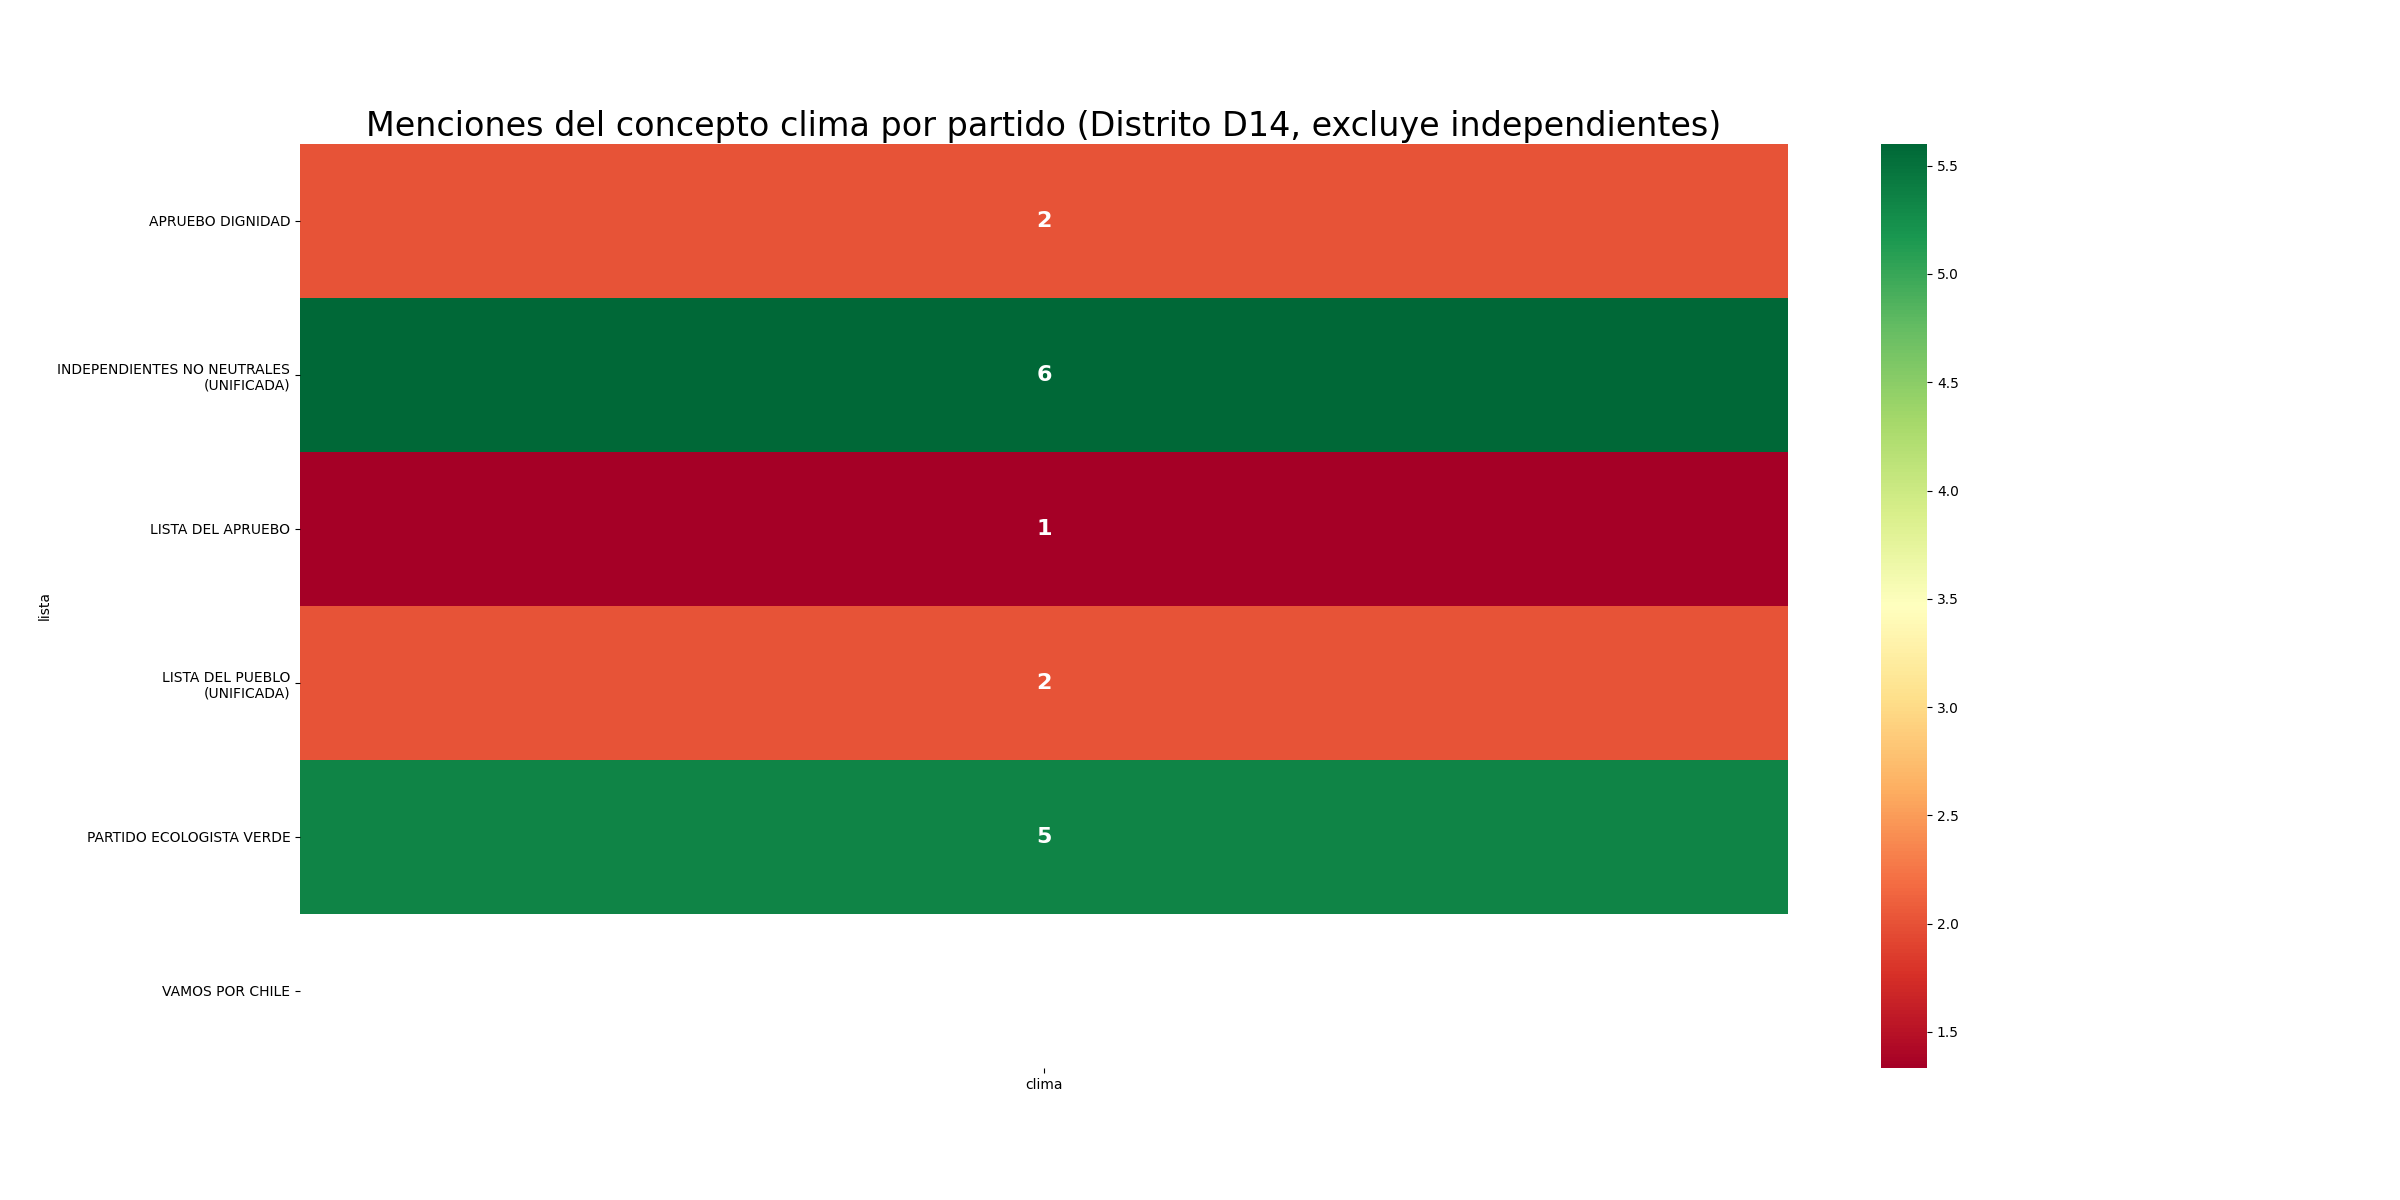 Menciones del concepto clima por partido (Distrito D14, excluye independientes)
APRUEBO DIGNIDAD
2
INDEPENDIENTES NO NEUTRALES
(UNIFICADA)
6
LISTA DEL APRUEBO
1
LISTA DEL PUEBLO
(UNIFICADA)
2
PARTIDO ECOLOGISTA VERDE
5
VAMOS POR CHILE
lista
clima
5.5
5.0
4.5
4.0
3.5
3.0
2.5
2.0
1.5